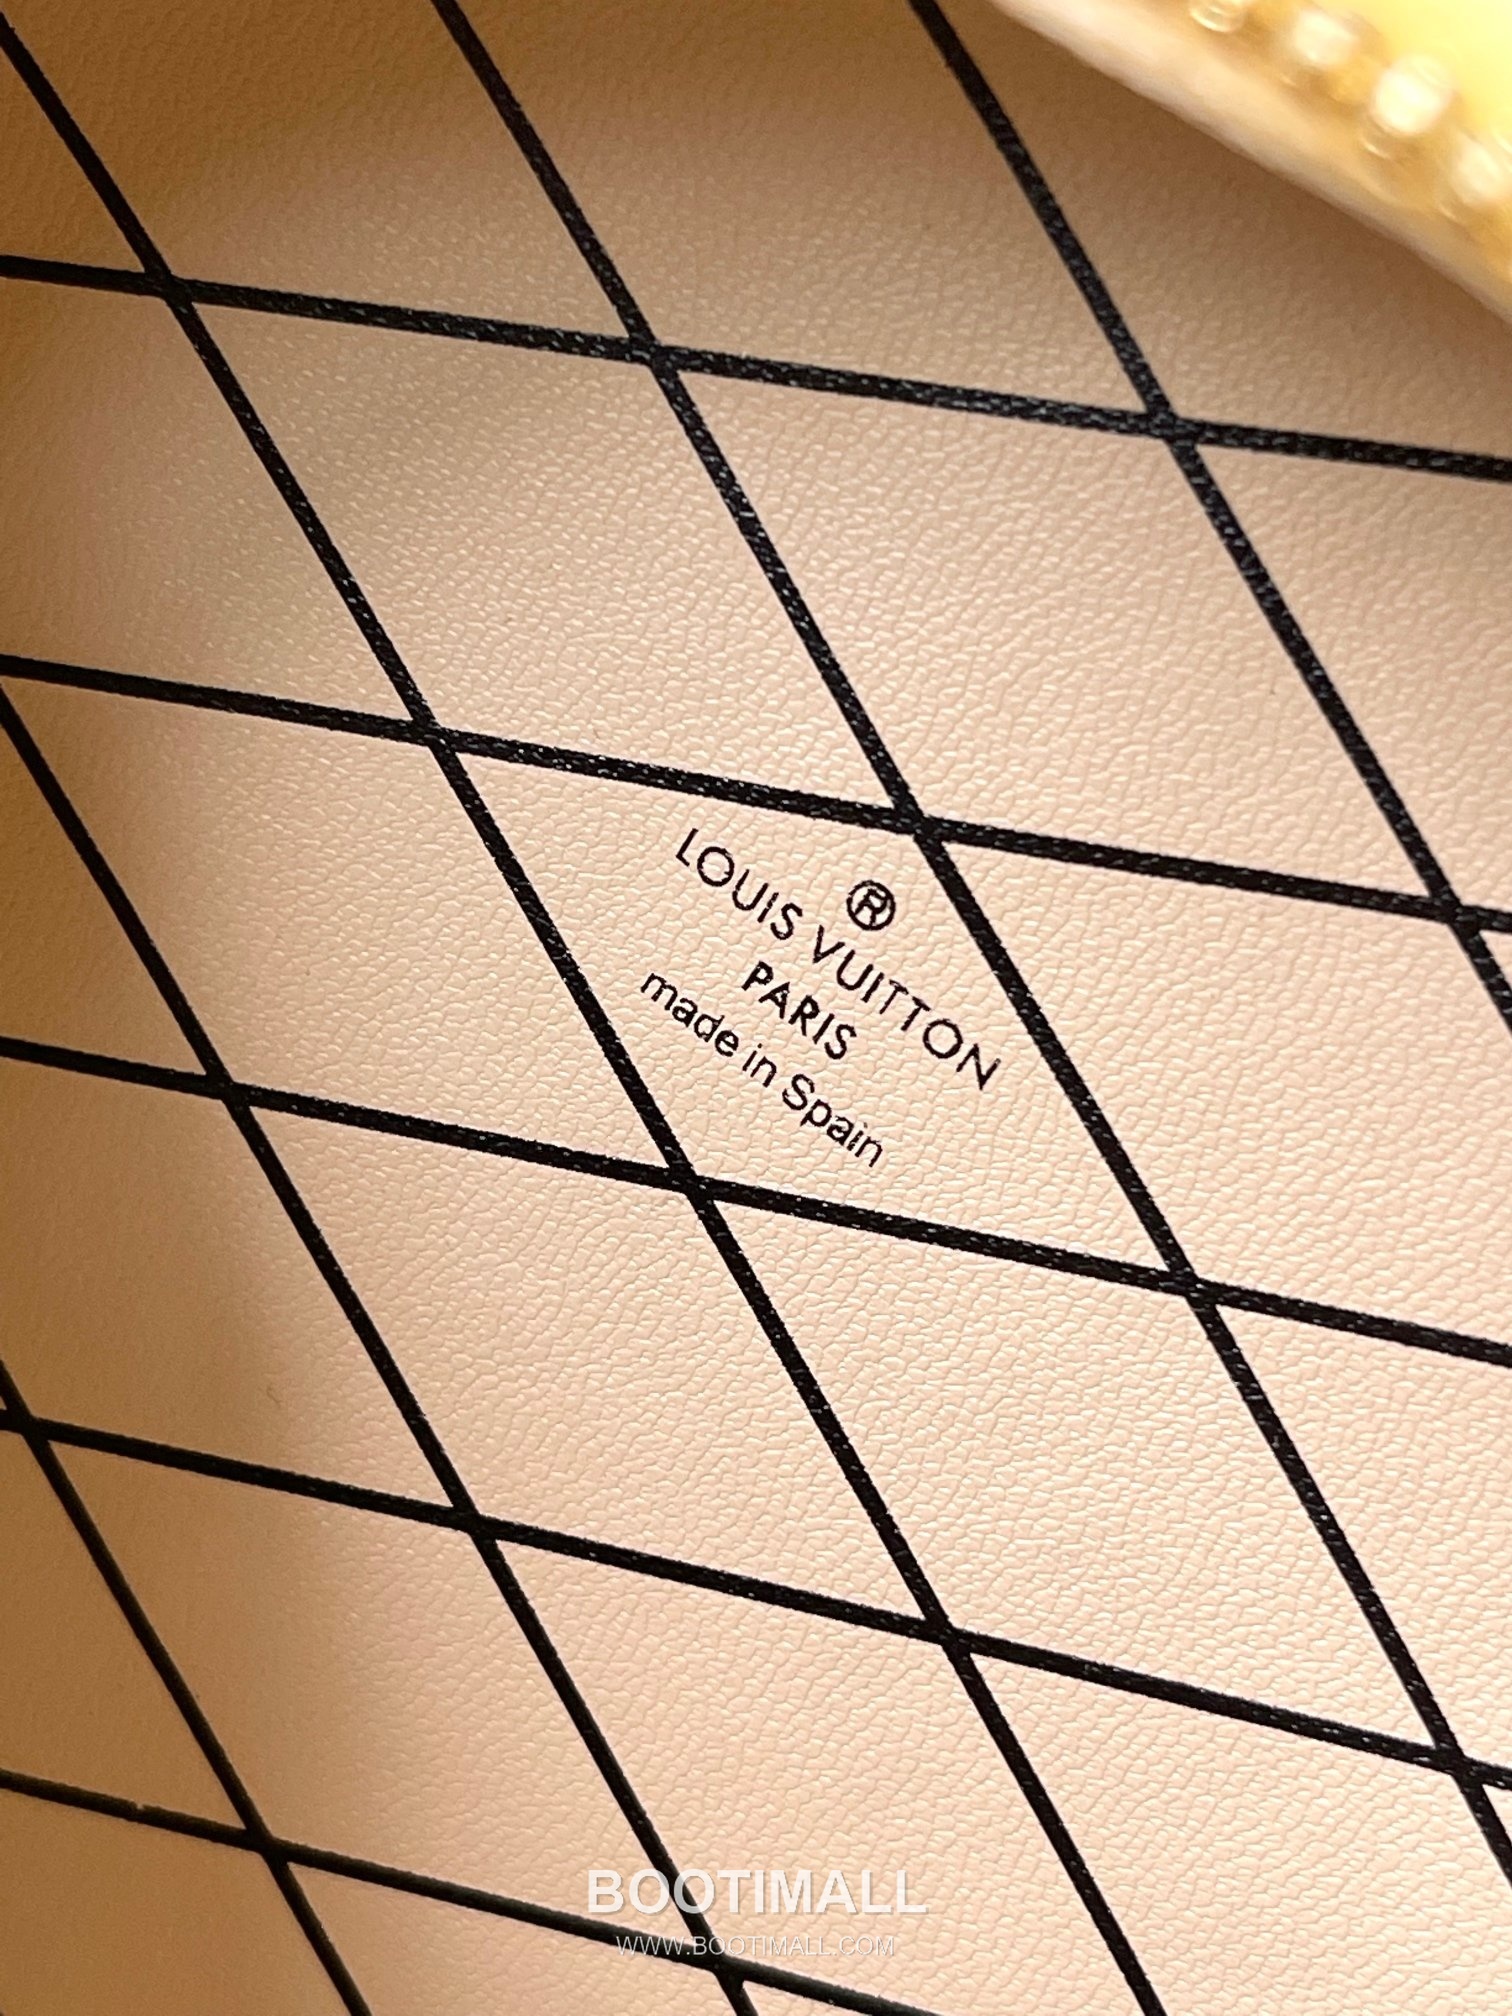 ®
LOUIS VUITTON
PARIS
made in Spain
BOOTIMALL
WWW.BOOTIMALL.COM